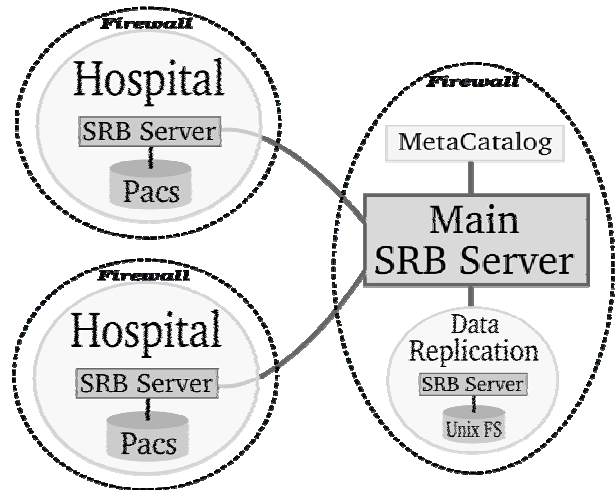 Firewall
Hospital
SRB Server
Pacs
Firewall
Hospital
SRB Server
Pacs
Firewall
MetaCatalog
Main
SRB Server
Data
Replication
SRB Server
Unix FS